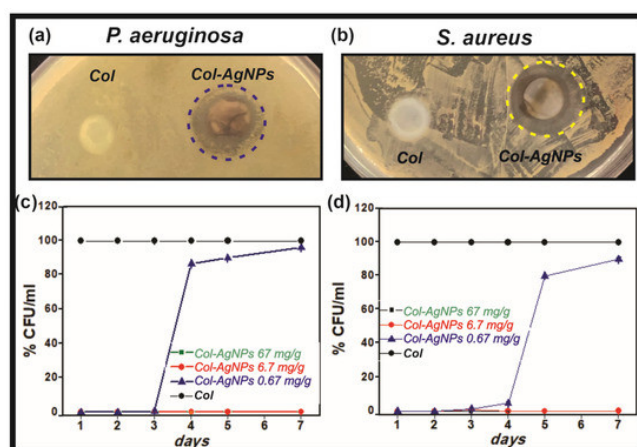 (a) P. aeruginosa
Col
Col-AgNPs
(b) S. aureus
Col
Col-AgNPs
(c)
% CFU/ml
120
100
80
60
40
20
0
Col-AgNPs 67 mg/g
Col-AgNPs 6.7 mg/g
Col-AgNPs 0.67 mg/g
Col
1 2 3 4 5 7
days
(d)
% CFU/ml
120
100
80
60
40
20
0
Col-AgNPs 67 mg/g
Col-AgNPs 6.7 mg/g
Col-AgNPs 0.67 mg/g
Col
1 2 3 4 5 7
days